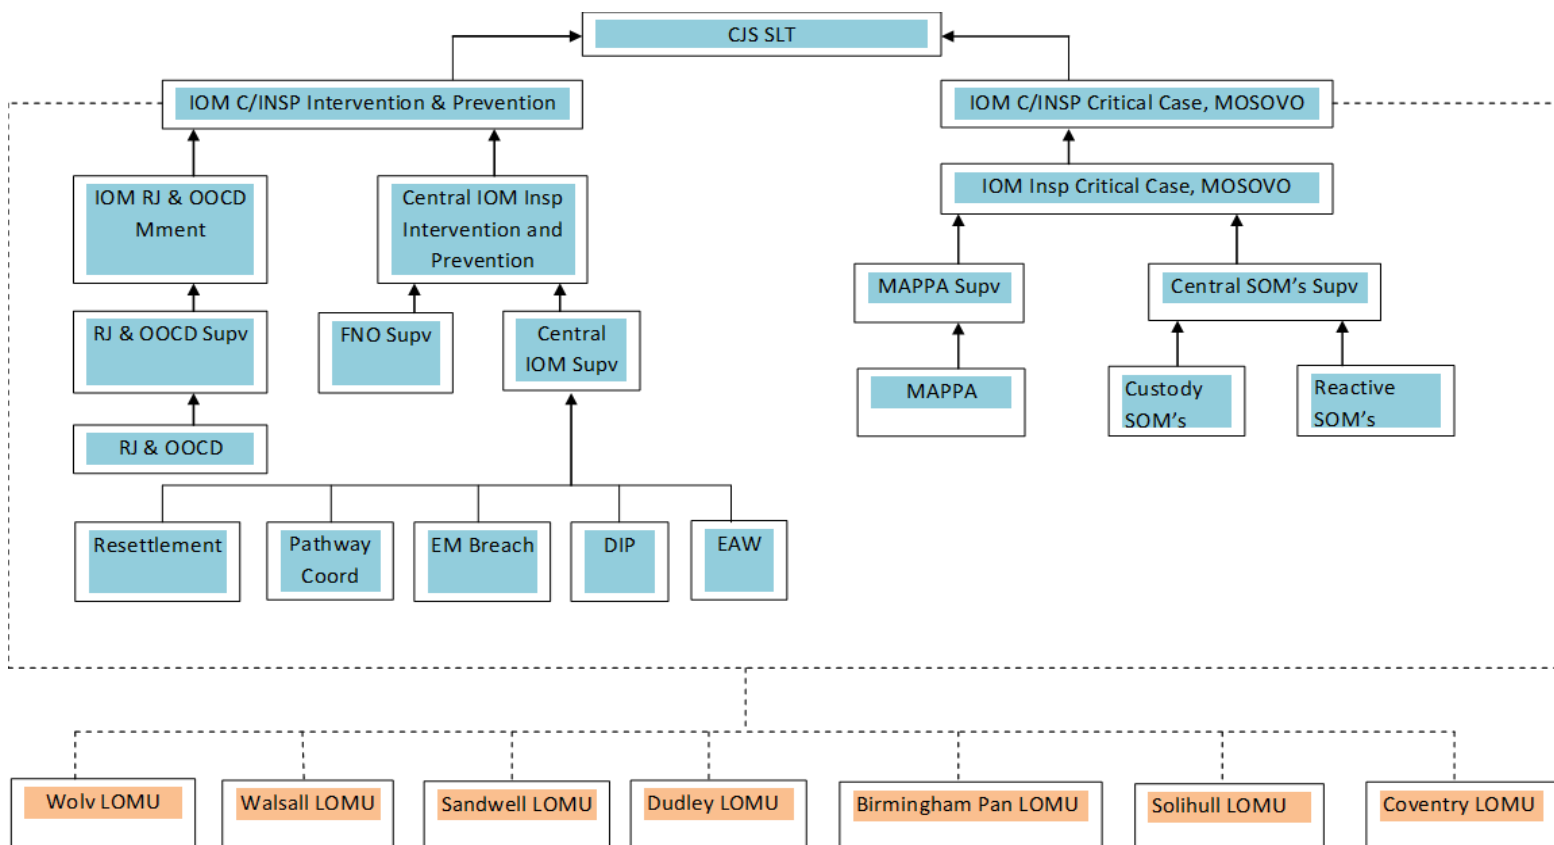 CJS SLT
IOM C/INSP Intervention & Prevention
IOM C/INSP Critical Case, MOSOVO
IOM RJ & OOCD
Mment
Central IOM Insp
Intervention and
Prevention
IOM Insp Critical Case, MOSOVO
MAPPA Supv
Central SOM's Supv
RJ & OOCD Supv
FNO Supv
Central
IOM Supv
MAPPA
Custody
SOM's
Reactive
SOM's
RJ & OOCD
Resettlement
Pathway
Coord
EM Breach
DIP
EAW
Wolv LOMU
Walsall LOMU
Sandwell LOMU
Dudley LOMU
Birmingham Pan LOMU
Solihull LOMU
Coventry LOMU